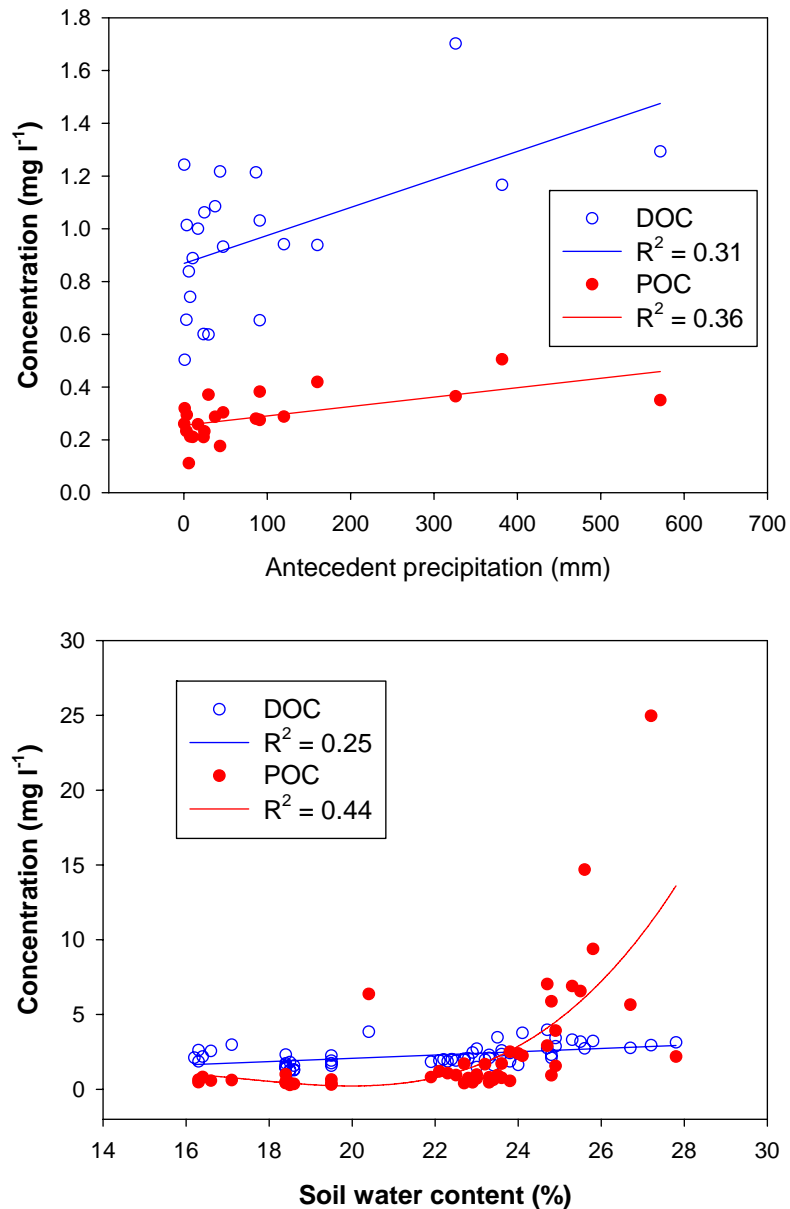 1.8
1.6
1.4
1.2
1.0
0.8
0.6
0.4
0.2
0.0
Concentration (mg l⁻¹)
DOC
R² = 0.31
POC
R² = 0.36
0 100 200 300 400 500 600 700
Antecedent precipitation (mm)
30
25
20
15
10
5
0
Concentration (mg l⁻¹)
DOC
R² = 0.25
POC
R² = 0.44
14 16 18 20 22 24 26 28 30
Soil water content (%)